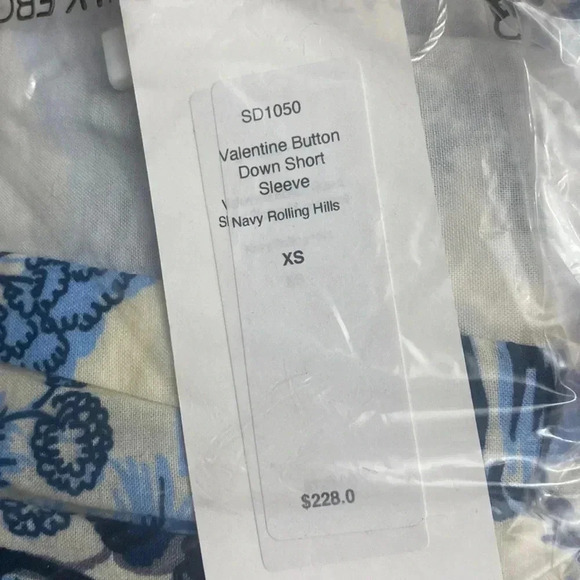 SD1050
Valentine Button
Down Short
Sleeve
Navy Rolling Hills
XS
$228.0